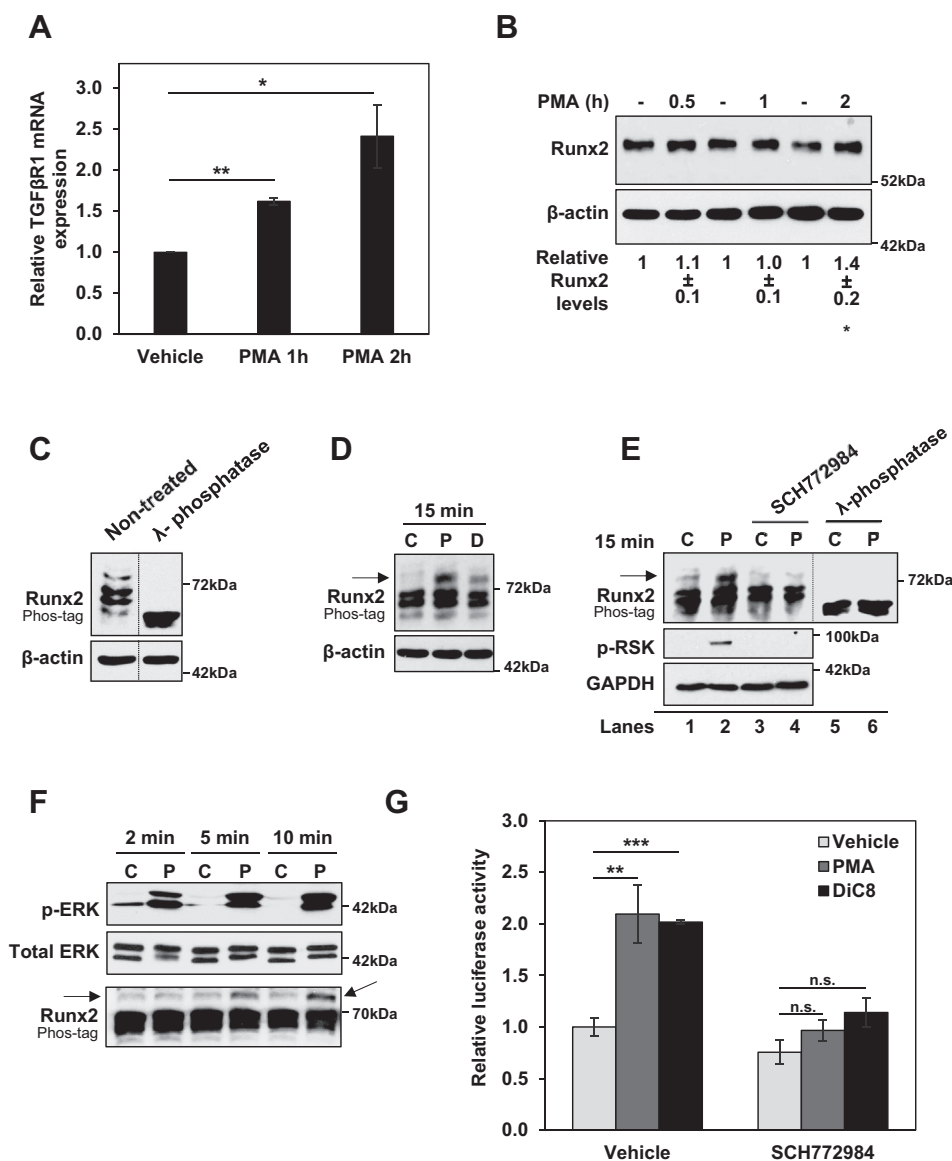 A
Relative TGFβR1 mRNA
expression
3.0
2.5
2.0
1.5
1.0
0.5
0.0
*
**
Vehicle PMA 1h PMA 2h
B
PMA (h) - 0.5 - 1 - 2
Runx2
52kDa
β-actin
42kDa
Relative Runx2 levels
1 1.1 ± 0.1 1 1.0 ± 0.1 1 1.4 ± 0.2
*
C
Non-treated
λ- phosphatase
72kDa
Runx2
Phos-tag
β-actin
42kDa
D
15 min
C P D
72kDa
Runx2
Phos-tag
β-actin
42kDa
E
SCH772984
λ-phosphatase
15 min C P C P C P
72kDa
Runx2
Phos-tag
100kDa
p-RSK
42kDa
GAPDH
Lanes 1 2 3 4 5 6
F
2 min 5 min 10 min
C P C P C P
p-ERK
42kDa
Total ERK
42kDa
Runx2
Phos-tag
70kDa
G
Relative luciferase activity
3.0
2.5
2.0
1.5
1.0
0.5
0.0
Vehicle
PMA
DiC8
***
**
n.s.
n.s.
Vehicle SCH772984